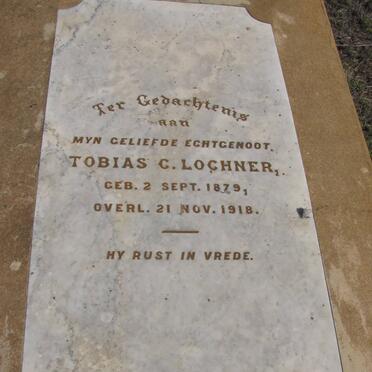 Ter Gedachtenis
aan
MYN GELIEFDE ECHTGENOOT,
TOBIAS C. LOCHNER,
GEB. 2 SEPT. 1879,
OVERL. 21 NOV. 1918.
HY RUST IN VREDE.